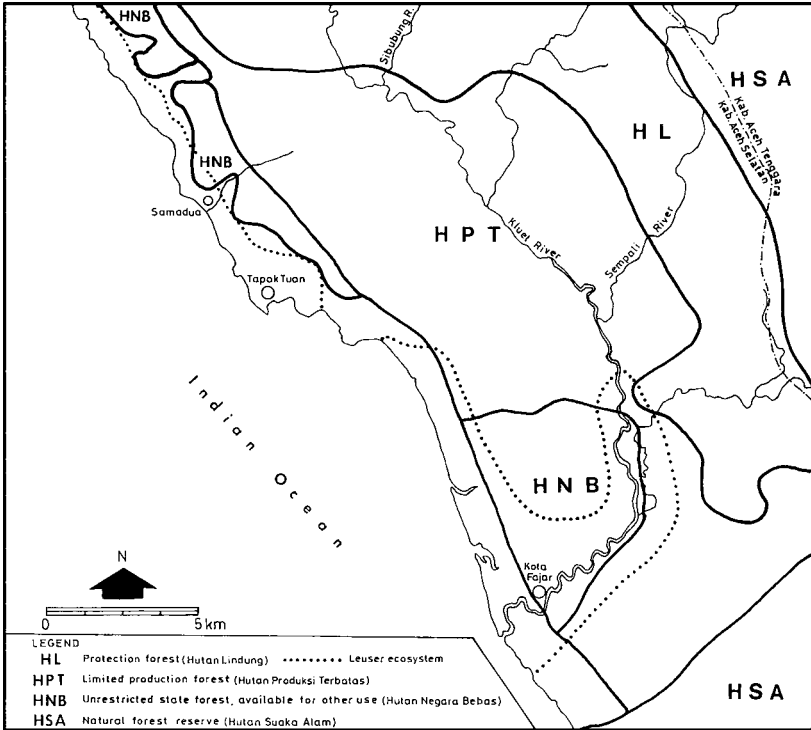 HNB
Sibubung R.
HSA
Kab. Aceh Tenggara
Kab. Aceh Selatan
HL
HNB
Samadua
HPT
Kluet River
Sempali River
Tapak Tuan
Indian Ocean
HNB
Kota
Fajar
N
0 5 km
HSA
LEGEND
HL Protection forest (Hutan Lindung) ........ Leuser ecosystem
HPT Limited production forest (Hutan Produksi Terbatas)
HNB Unrestricted state forest, available for other use (Hutan Negara Bebas)
HSA Natural forest reserve (Hutan Suaka Alam)